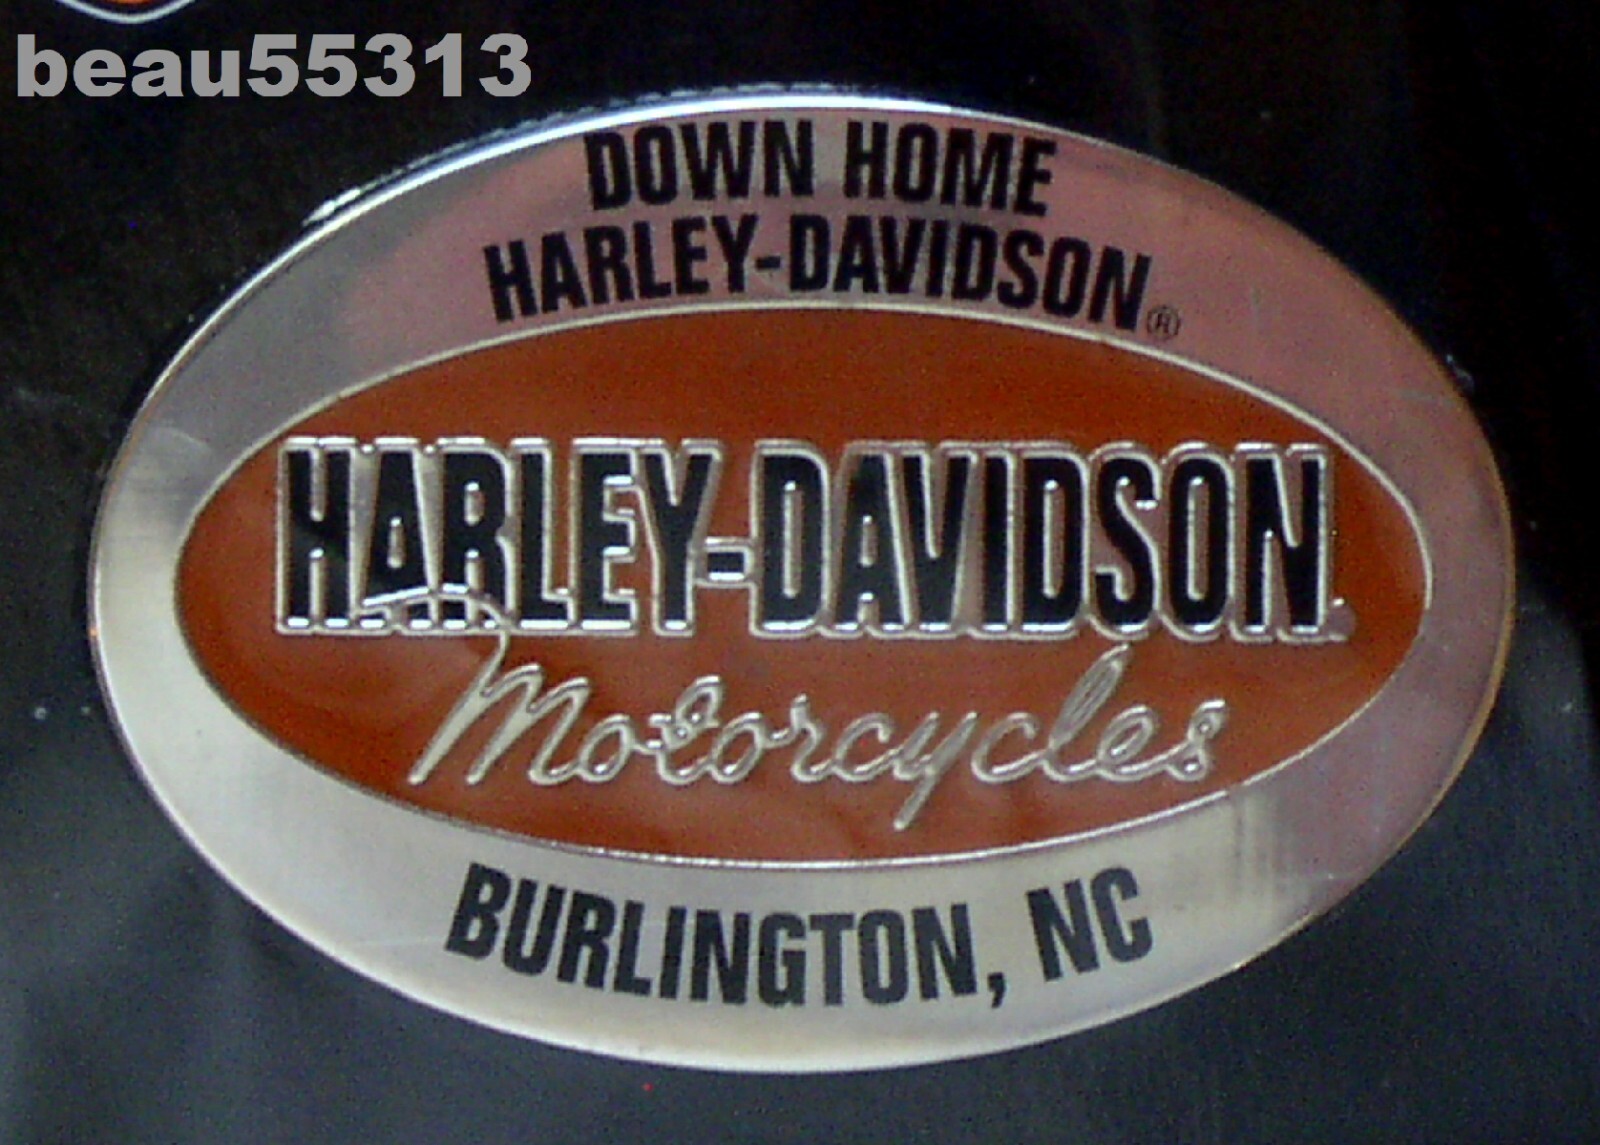 beau55313
DOWN HOME
HARLEY-DAVIDSON®
HARLEY-DAVIDSON
Motorcycles
BURLINGTON, NC